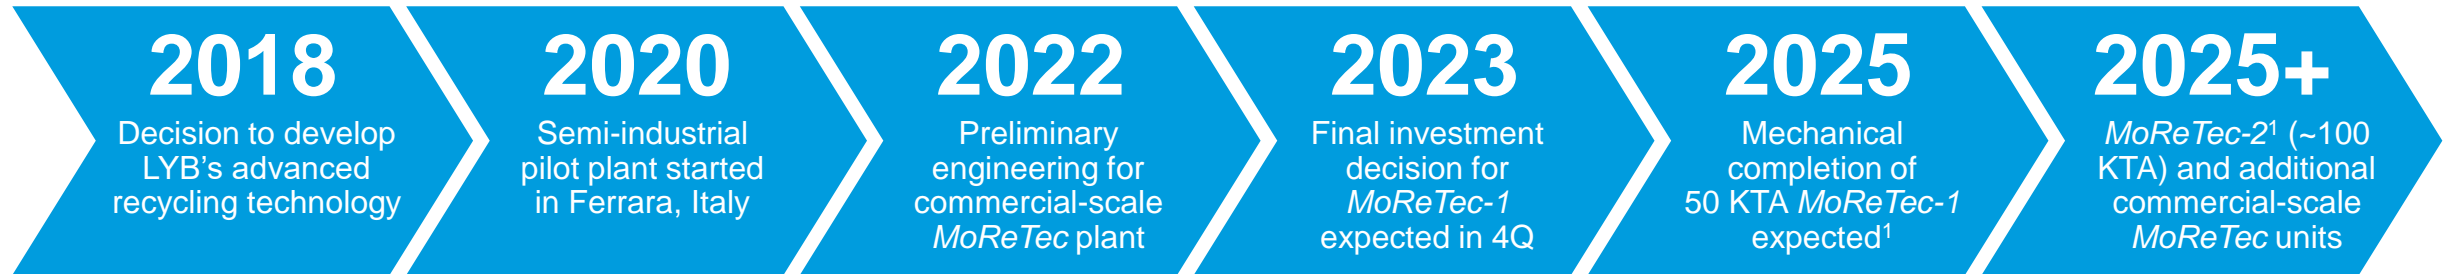 2018
Decision to develop
LYB's advanced
recycling technology
2020
Semi-industrial
pilot plant started
in Ferrara, Italy
2022
Preliminary
engineering for
commercial-scale
MoReTec plant
2023
Final investment
decision for
MoReTec-1
expected in 4Q
2025
Mechanical
completion of
50 KTA MoReTec-1
expected¹
2025+
MoReTec-2¹ (~100
KTA) and additional
commercial-scale
MoReTec units